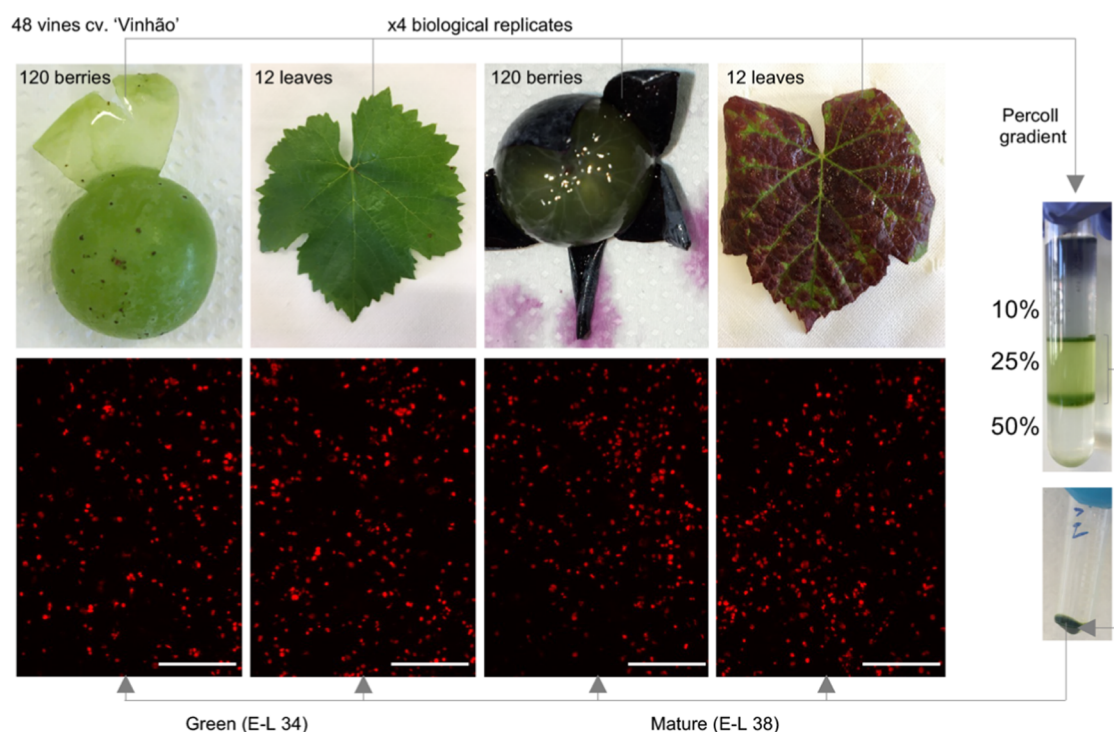 48 vines cv. ‘Vinhão’
x4 biological replicates
120 berries
12 leaves
120 berries
12 leaves
Percoll
gradient
10%
25%
50%
Green (E-L 34)
Mature (E-L 38)